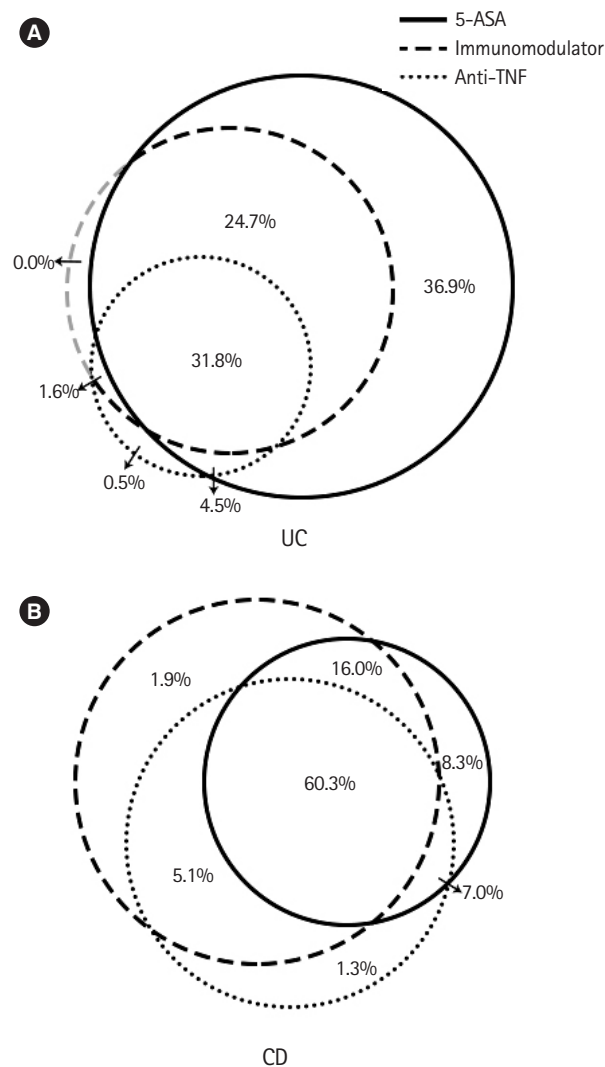 A
5-ASA
Immunomodulator
Anti-TNF
24.7%
0.0%
36.9%
31.8%
1.6%
0.5%
4.5%
UC
B
16.0%
1.9%
8.3%
60.3%
5.1%
7.0%
1.3%
CD